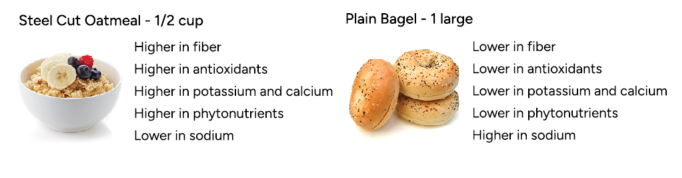 Steel Cut Oatmeal - 1/2 cup
Higher in fiber
Higher in antioxidants
Higher in potassium and calcium
Higher in phytonutrients
Lower in sodium
Plain Bagel - 1 large
Lower in fiber
Lower in antioxidants
Lower in potassium and calcium
Lower in phytonutrients
Higher in sodium